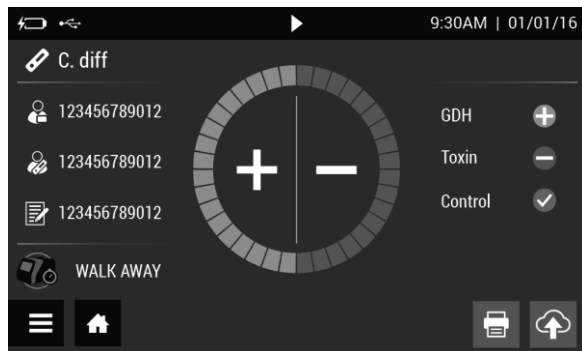 9:30AM | 01/01/16
C. diff
123456789012
123456789012
123456789012
WALK AWAY
+ −
GDH +
Toxin −
Control ✓